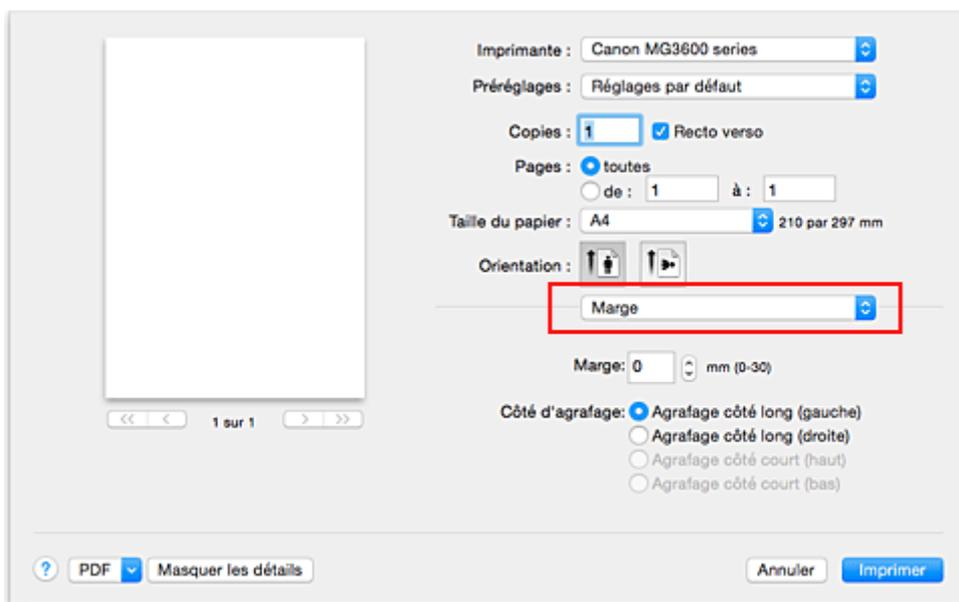 Imprimante : Canon MG3600 series
Préréglages : Réglages par défaut
Copies : 1 Recto verso
Pages : toutes
de : 1 à : 1
Taille du papier : A4 210 par 297 mm
Orientation :
Marge
Marge: 0 mm (0-30)
<< < 1 sur 1 > >>
Côté d'agrafage: Agrafage côté long (gauche)
Agrafage côté long (droite)
Agrafage côté court (haut)
Agrafage côté court (bas)
? PDF Masquer les détails Annuler Imprimer